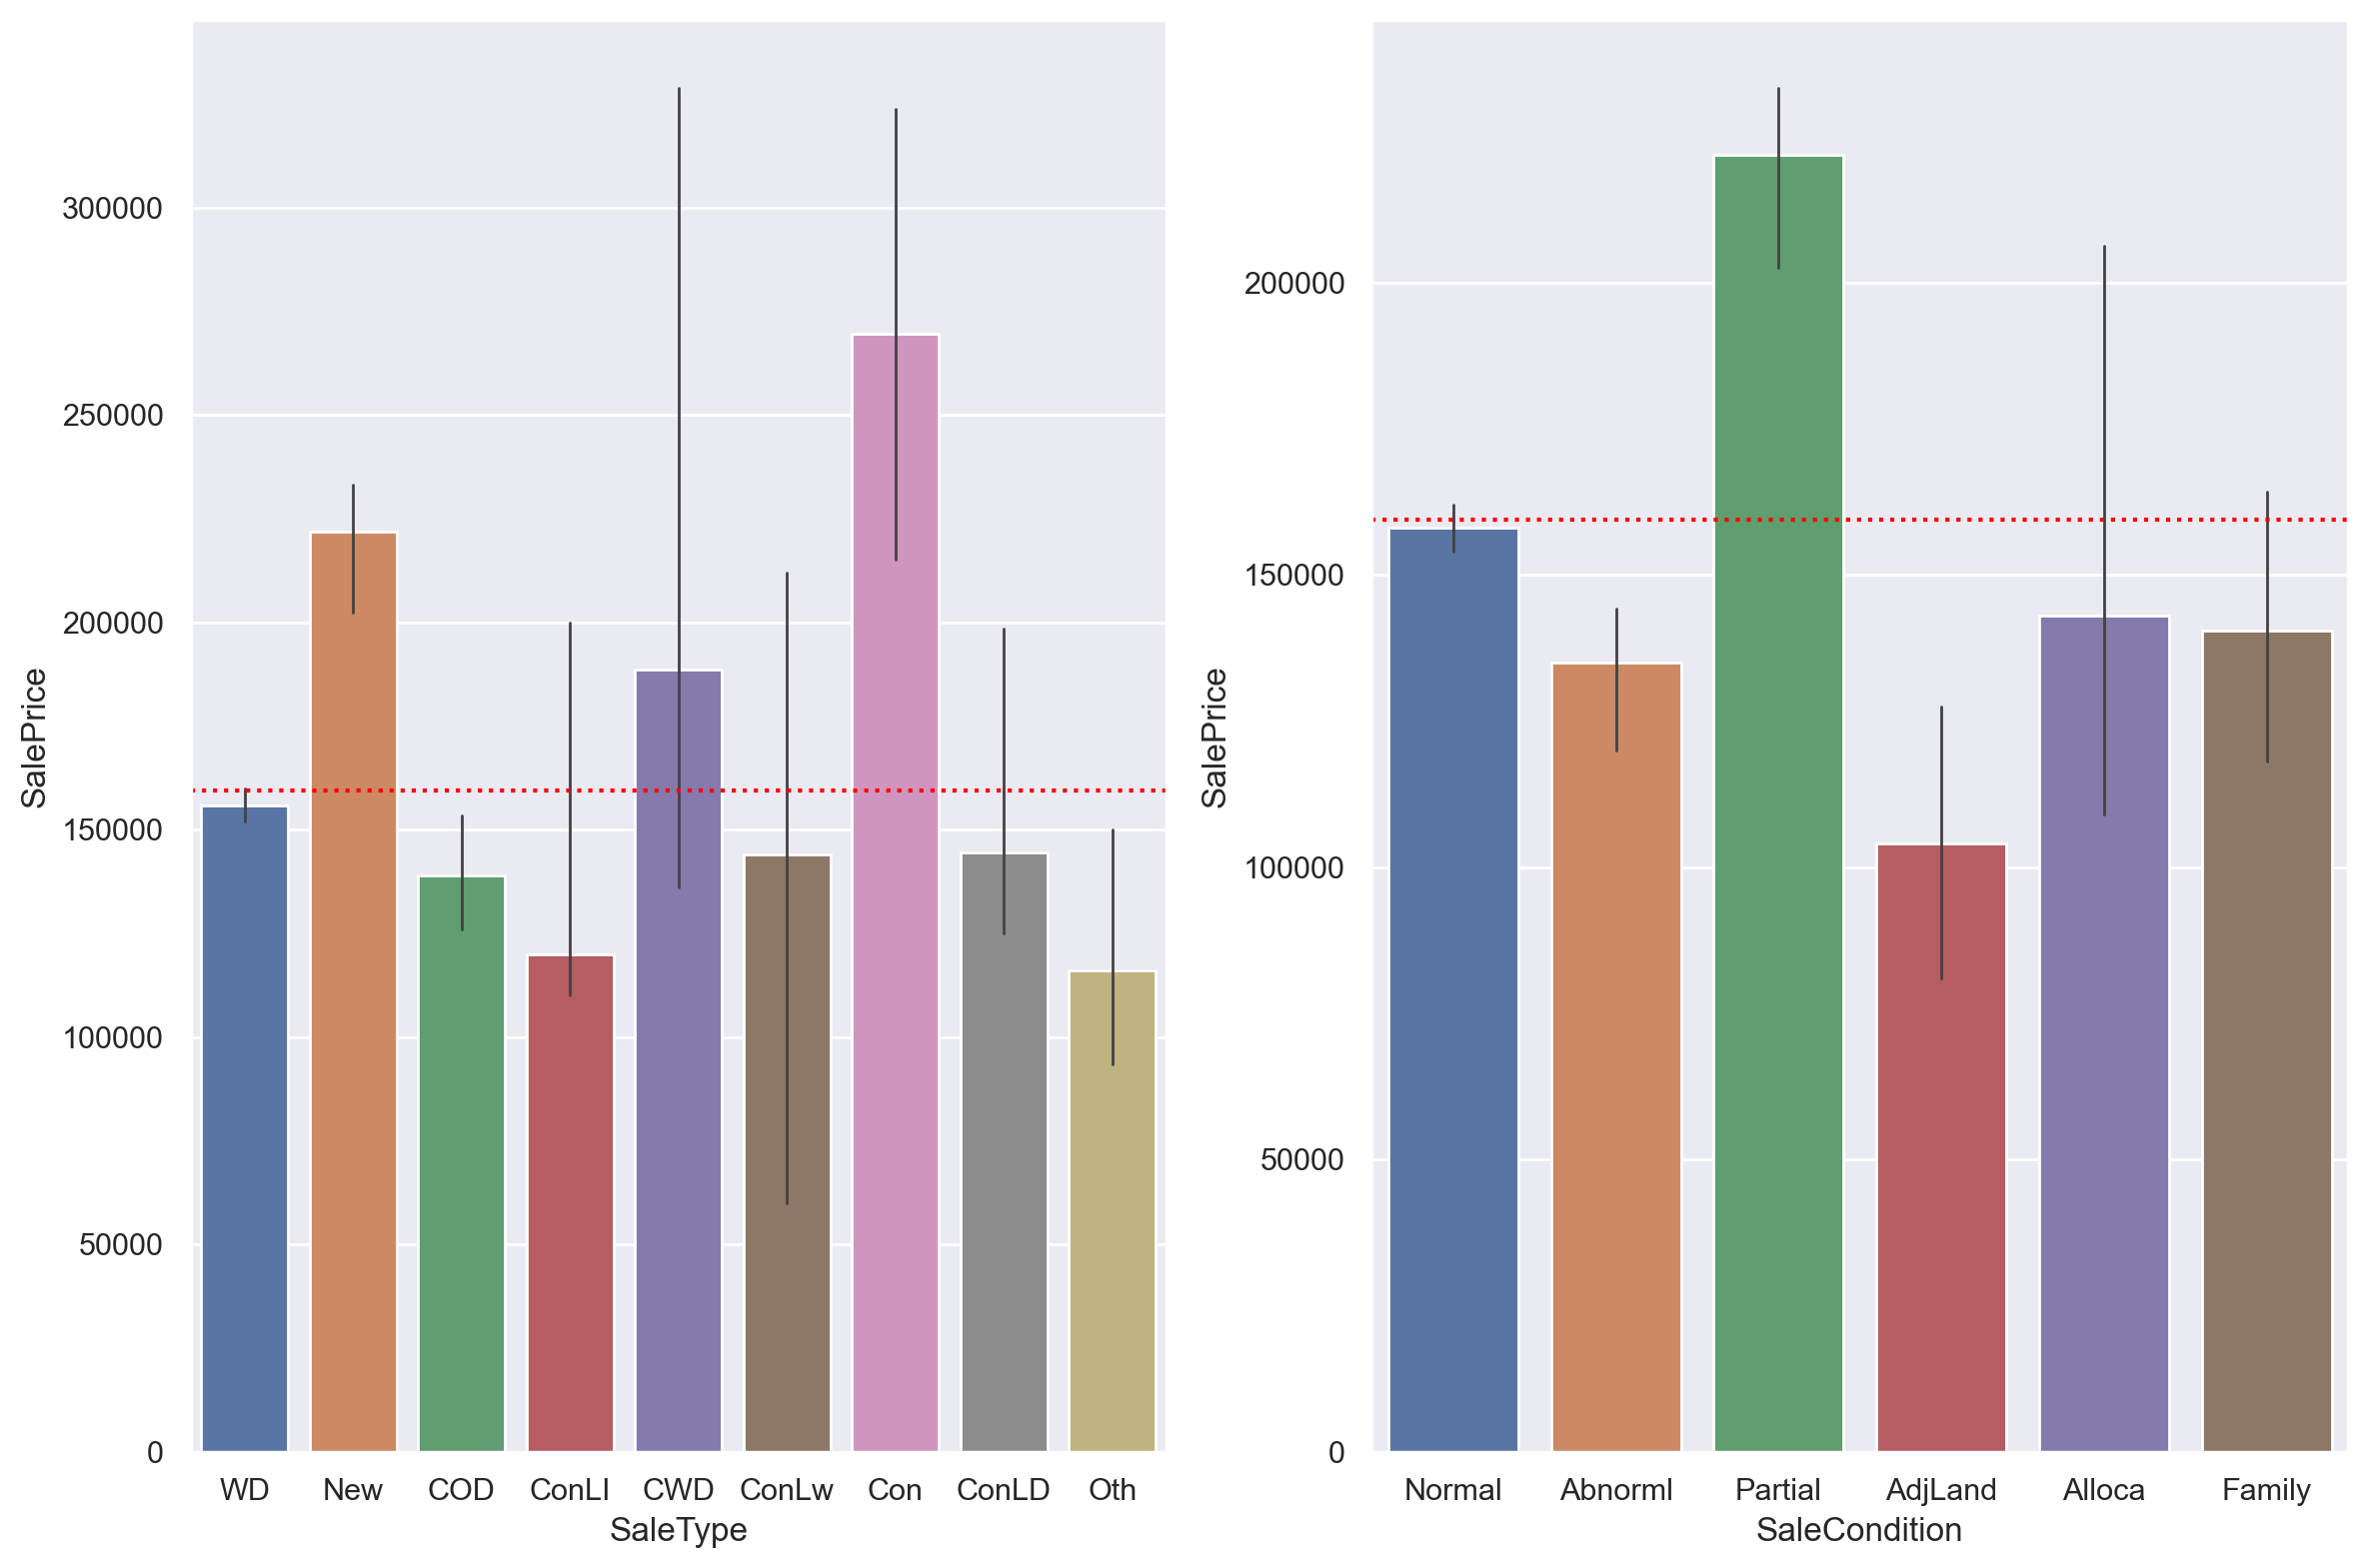 300000
250000
200000
150000
100000
50000
0
SalePrice
WD New COD ConLI CWD ConLw Con ConLD Oth
SaleType
200000
150000
100000
50000
0
SalePrice
Normal Abnorml Partial AdjLand Alloca Family
SaleCondition